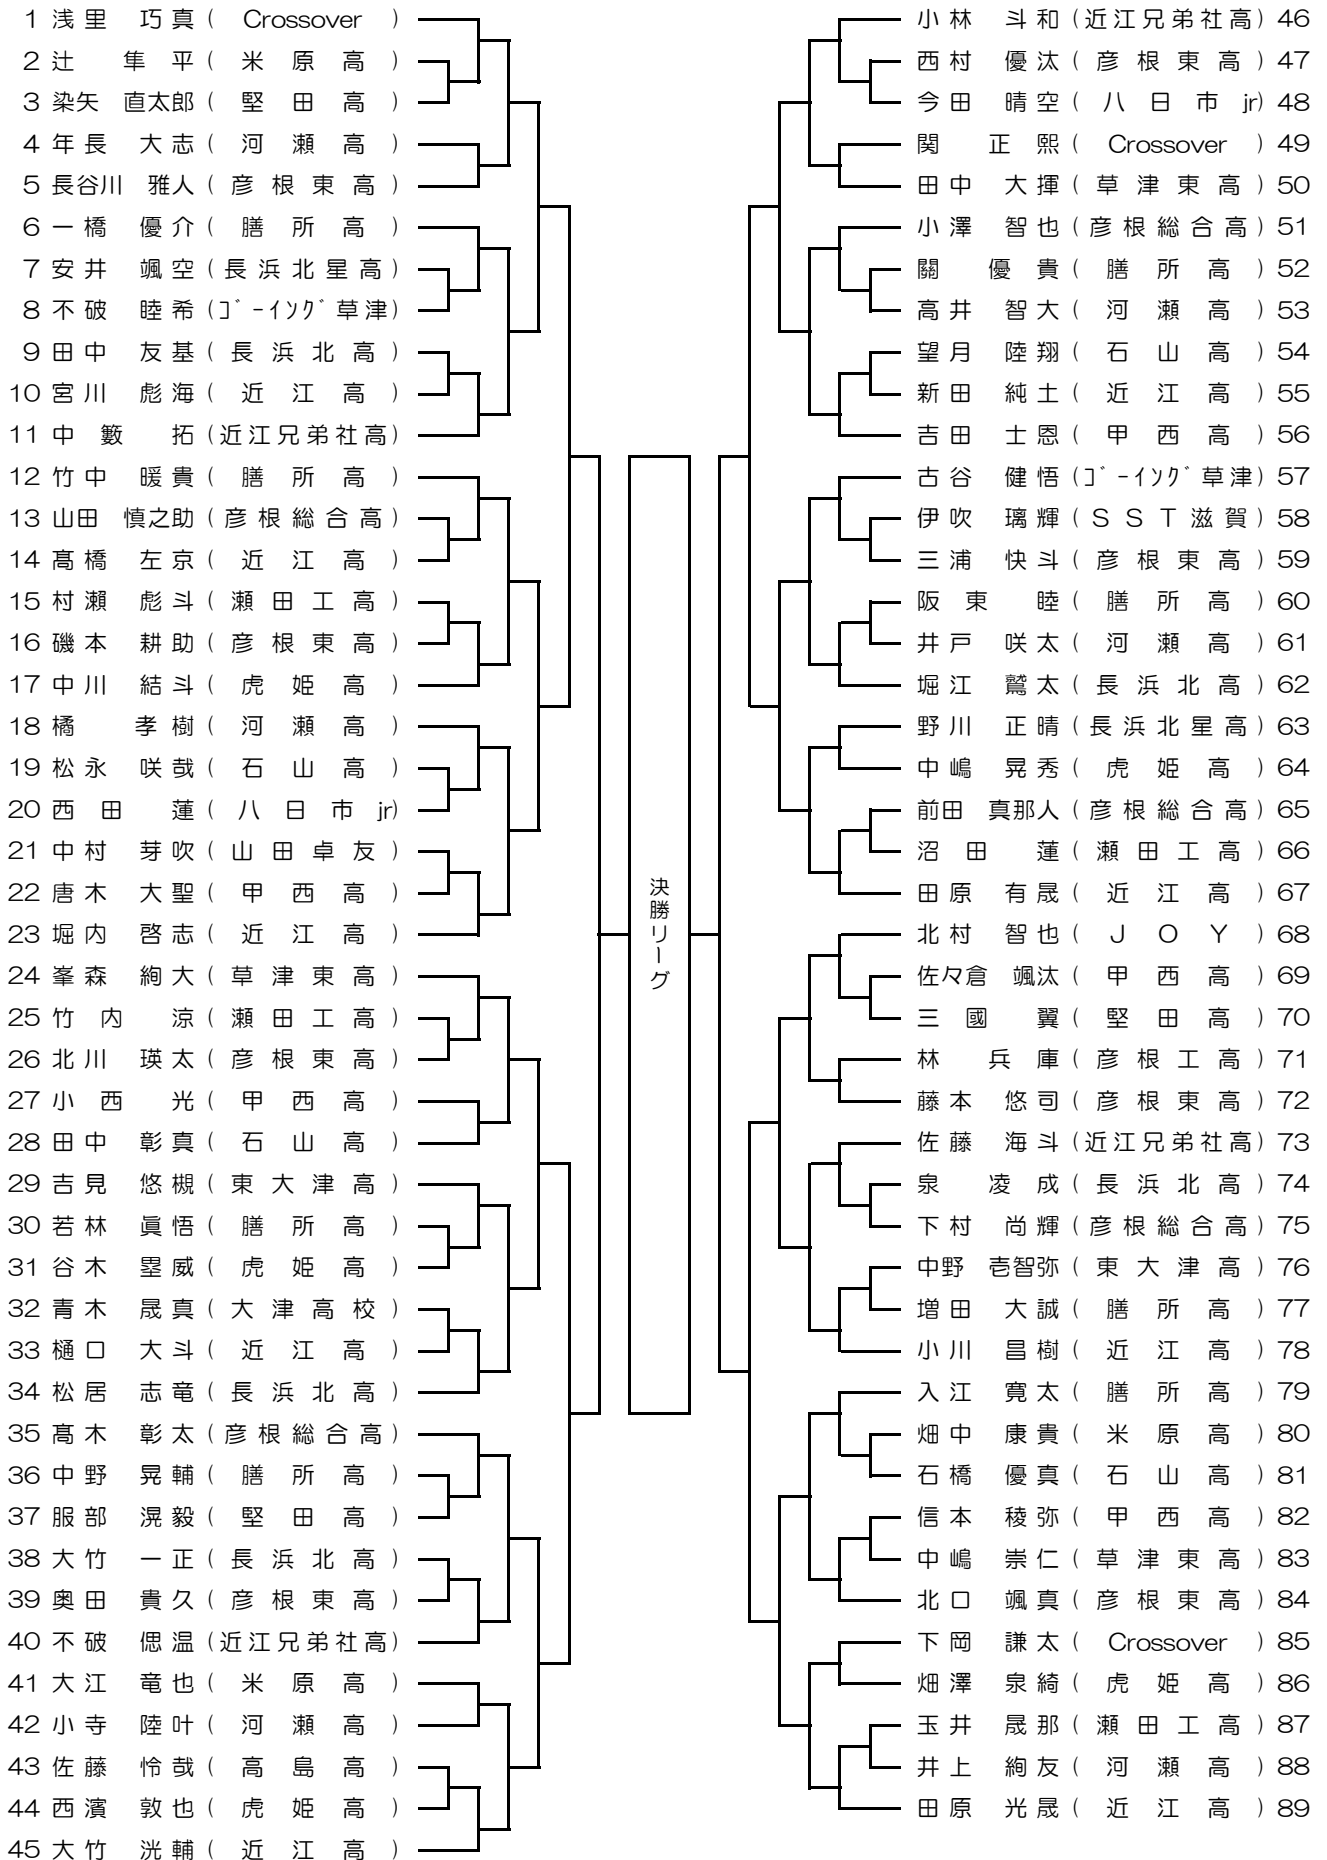 1 浅里 巧真 ( Crossover )
2 辻 隼平 ( 米原高 )
3 染矢 直太郎 ( 堅田高 )
4 年長 大志 ( 河瀬高 )
5 長谷川 雅人 ( 彦根東高 )
6 一橋 優介 ( 膳所高 )
7 安井 颯空 ( 長浜北星高 )
8 不破 睦希 (ｺﾞｰｲﾝｸﾞ草津)
9 田中 友基 ( 長浜北高 )
10 宮川 彪海 ( 近江高 )
11 中籔 拓 (近江兄弟社高)
12 竹中 暖貴 ( 膳所高 )
13 山田 慎之助 ( 彦根総合高 )
14 髙橋 左京 ( 近江高 )
15 村瀬 彪斗 ( 瀬田工高 )
16 磯本 耕助 ( 彦根東高 )
17 中川 結斗 ( 虎姫高 )
18 橘 孝樹 ( 河瀬高 )
19 松永 咲哉 ( 石山高 )
20 西田 蓮 ( 八日市 jr)
21 中村 芽吹 ( 山田卓友 )
22 唐木 大聖 ( 甲西高 )
23 堀内 啓志 ( 近江高 )
24 峯森 絢大 ( 草津東高 )
25 竹内 涼 ( 瀬田工高 )
26 北川 瑛太 ( 彦根東高 )
27 小西 光 ( 甲西高 )
28 田中 彰真 ( 石山高 )
29 吉見 悠槻 ( 東大津高 )
30 若林 眞悟 ( 膳所高 )
31 谷木 塁威 ( 虎姫高 )
32 青木 晟真 ( 大津高校 )
33 樋口 大斗 ( 近江高 )
34 松居 志竜 ( 長浜北高 )
35 髙木 彰太 ( 彦根総合高 )
36 中野 晃輔 ( 膳所高 )
37 服部 滉毅 ( 堅田高 )
38 大竹 一正 ( 長浜北高 )
39 奥田 貴久 ( 彦根東高 )
40 不破 偲温 (近江兄弟社高)
41 大江 竜也 ( 米原高 )
42 小寺 陸叶 ( 河瀬高 )
43 佐藤 怜哉 ( 高島高 )
44 西濱 敦也 ( 虎姫高 )
45 大竹 洸輔 ( 近江高 )
決勝リーグ
小林 斗和 (近江兄弟社高) 46
西村 優汰 ( 彦根東高 ) 47
今田 晴空 ( 八日市 jr) 48
関 正熙 ( Crossover ) 49
田中 大揮 ( 草津東高 ) 50
小澤 智也 ( 彦根総合高 ) 51
關 優貴 ( 膳所高 ) 52
高井 智大 ( 河瀬高 ) 53
望月 陸翔 ( 石山高 ) 54
新田 純土 ( 近江高 ) 55
吉田 士恩 ( 甲西高 ) 56
古谷 健悟 (ｺﾞｰｲﾝｸﾞ草津) 57
伊吹 璃輝 ( SST滋賀 ) 58
三浦 快斗 ( 彦根東高 ) 59
阪東 睦 ( 膳所高 ) 60
井戸 咲太 ( 河瀬高 ) 61
堀江 鷲太 ( 長浜北高 ) 62
野川 正晴 ( 長浜北星高 ) 63
中嶋 晃秀 ( 虎姫高 ) 64
前田 真那人 ( 彦根総合高 ) 65
沼田 蓮 ( 瀬田工高 ) 66
田原 有晟 ( 近江高 ) 67
北村 智也 ( JOY ) 68
佐々倉 颯汰 ( 甲西高 ) 69
三國 翼 ( 堅田高 ) 70
林 兵庫 ( 彦根工高 ) 71
藤本 悠司 ( 彦根東高 ) 72
佐藤 海斗 (近江兄弟社高) 73
泉 凌成 ( 長浜北高 ) 74
下村 尚輝 ( 彦根総合高 ) 75
中野 壱智弥 ( 東大津高 ) 76
増田 大誠 ( 膳所高 ) 77
小川 昌樹 ( 近江高 ) 78
入江 寛太 ( 膳所高 ) 79
畑中 康貴 ( 米原高 ) 80
石橋 優真 ( 石山高 ) 81
信本 稜弥 ( 甲西高 ) 82
中嶋 崇仁 ( 草津東高 ) 83
北口 颯真 ( 彦根東高 ) 84
下岡 謙太 ( Crossover ) 85
畑澤 泉綺 ( 虎姫高 ) 86
玉井 晟那 ( 瀬田工高 ) 87
井上 絢友 ( 河瀬高 ) 88
田原 光晟 ( 近江高 ) 89